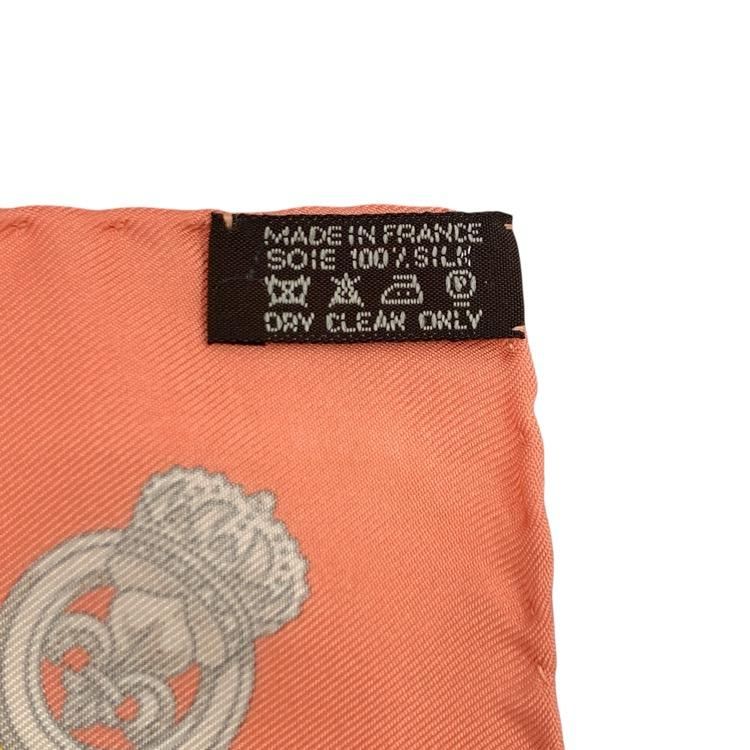 MADE IN FRANCE
SOIE 100% SILK
DRY CLEAN ONLY